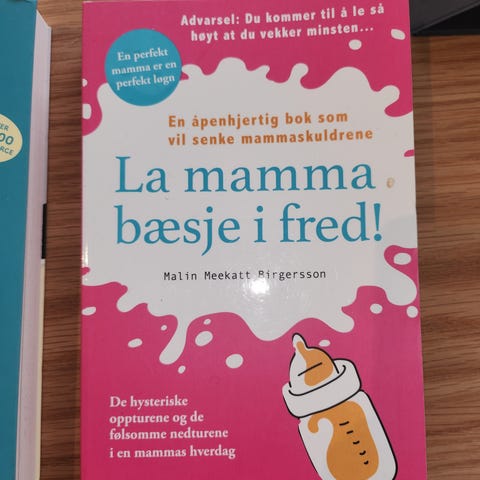 Advarsel: Du kommer til å le så
høyt at du vekker minsten...
En perfekt
mamma er en
perfekt løgn
En åpenhjertig bok som
vil senke mammaskuldrene
La mamma
bæsje i fred!
Malin Meekatt Birgersson
De hysteriske
oppturene og de
følsomme nedturene
i en mammas hverdag